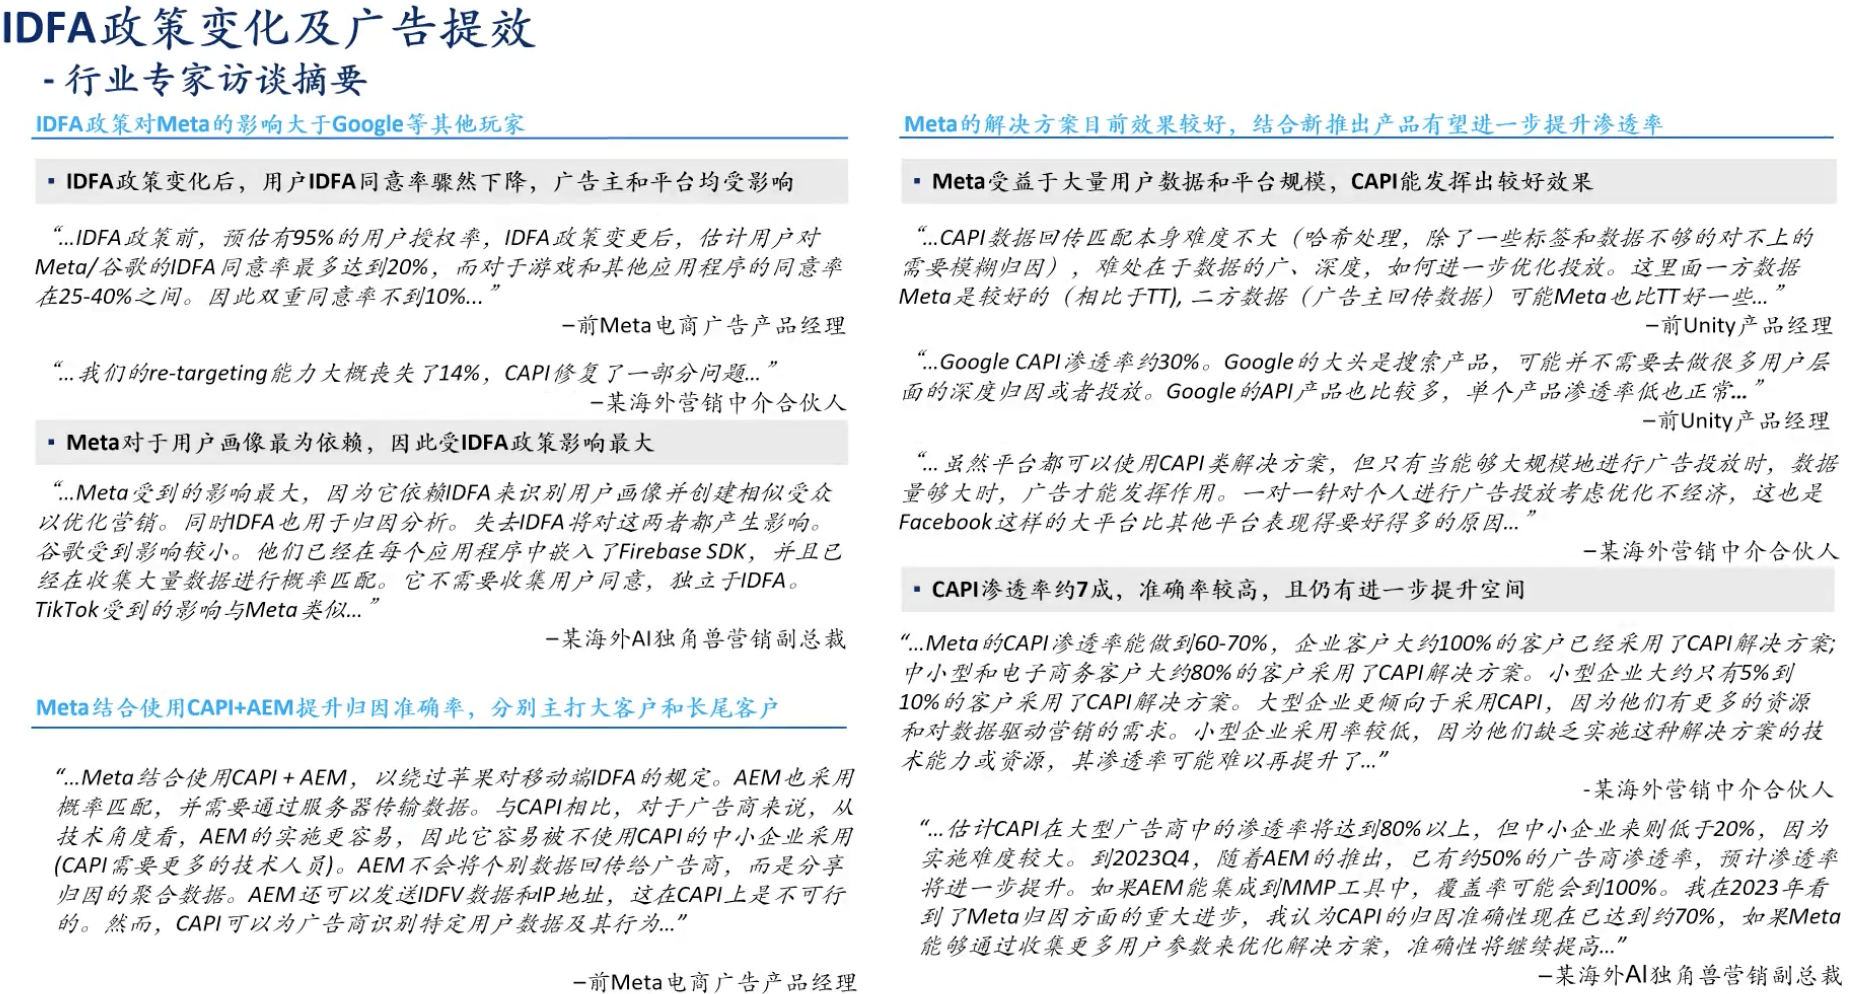 IDFA政策变化及广告提效
- 行业专家访谈摘要
IDFA政策对Meta的影响大于Google等其他玩家
▪ IDFA政策变化后，用户IDFA同意率骤然下降，广告主和平台均受影响
“…IDFA政策前，预估有95%的用户授权率，IDFA政策变更后，估计用户对
Meta/谷歌的IDFA同意率最多达到20%，而对于游戏和其他应用程序的同意率
在25-40%之间。因此双重同意率不到10%...”
–前Meta电商广告产品经理
“…我们的re-targeting能力大概丧失了14%，CAPI修复了一部分问题…”
–某海外营销中介合伙人
▪ Meta对于用户画像最为依赖，因此受IDFA政策影响最大
“…Meta受到的影响最大，因为它依赖IDFA来识别用户画像并创建相似受众
以优化营销。同时IDFA也用于归因分析。失去IDFA将对这两者都产生影响。
谷歌受到影响较小。他们已经在每个应用程序中嵌入了Firebase SDK，并且已
经在收集大量数据进行概率匹配。它不需要收集用户同意，独立于IDFA。
TikTok受到的影响与Meta类似…”
–某海外AI独角兽营销副总裁
Meta结合使用CAPI+AEM提升归因准确率，分别主打大客户和长尾客户
“…Meta结合使用CAPI + AEM，以绕过苹果对移动端IDFA的规定。AEM也采用
概率匹配，并需要通过服务器传输数据。与CAPI相比，对于广告商来说，从
技术角度看，AEM的实施更容易，因此它容易被不使用CAPI的中小企业采用
(CAPI需要更多的技术人员)。AEM不会将个别数据回传给广告商，而是分享
归因的聚合数据。AEM还可以发送IDFV数据和IP地址，这在CAPI上是不可行
的。然而，CAPI可以为广告商识别特定用户数据及其行为…”
–前Meta电商广告产品经理
Meta的解决方案目前效果较好，结合新推出产品有望进一步提升渗透率
▪ Meta受益于大量用户数据和平台规模，CAPI能发挥出较好效果
“…CAPI数据回传匹配本身难度不大（哈希处理，除了一些标签和数据不够的对不上的
需要模糊归因），难处在于数据的广、深度，如何进一步优化投放。这里面一方数据
Meta是较好的（相比于TT), 二方数据（广告主回传数据）可能Meta也比TT好一些…”
–前Unity产品经理
“…Google CAPI渗透率约30%。Google的大头是搜索产品，可能并不需要去做很多用户层
面的深度归因或者投放。Google的API产品也比较多，单个产品渗透率低也正常…”
–前Unity产品经理
“…虽然平台都可以使用CAPI类解决方案，但只有当能够大规模地进行广告投放时，数据
量够大时，广告才能发挥作用。一对一针对个人进行广告投放考虑优化不经济，这也是
Facebook这样的大平台比其他平台表现得要好得多的原因…”
–某海外营销中介合伙人
▪ CAPI渗透率约7成，准确率较高，且仍有进一步提升空间
“…Meta的CAPI渗透率能做到60-70%，企业客户大约100%的客户已经采用了CAPI解决方案;
中小型和电子商务客户大约80%的客户采用了CAPI解决方案。小型企业大约只有5%到
10%的客户采用了CAPI解决方案。大型企业更倾向于采用CAPI，因为他们有更多的资源
和对数据驱动营销的需求。小型企业采用率较低，因为他们缺乏实施这种解决方案的技
术能力或资源，其渗透率可能难以再提升了…”
-某海外营销中介合伙人
“…估计CAPI在大型广告商中的渗透率将达到80%以上，但中小企业来则低于20%，因为
实施难度较大。到2023Q4，随着AEM的推出，已有约50%的广告商渗透率，预计渗透率
将进一步提升。如果AEM能集成到MMP工具中，覆盖率可能会到100%。我在2023年看
到了Meta归因方面的重大进步，我认为CAPI的归因准确性现在已达到约70%，如果Meta
能够通过收集更多用户参数来优化解决方案，准确性将继续提高…”
–某海外AI独角兽营销副总裁